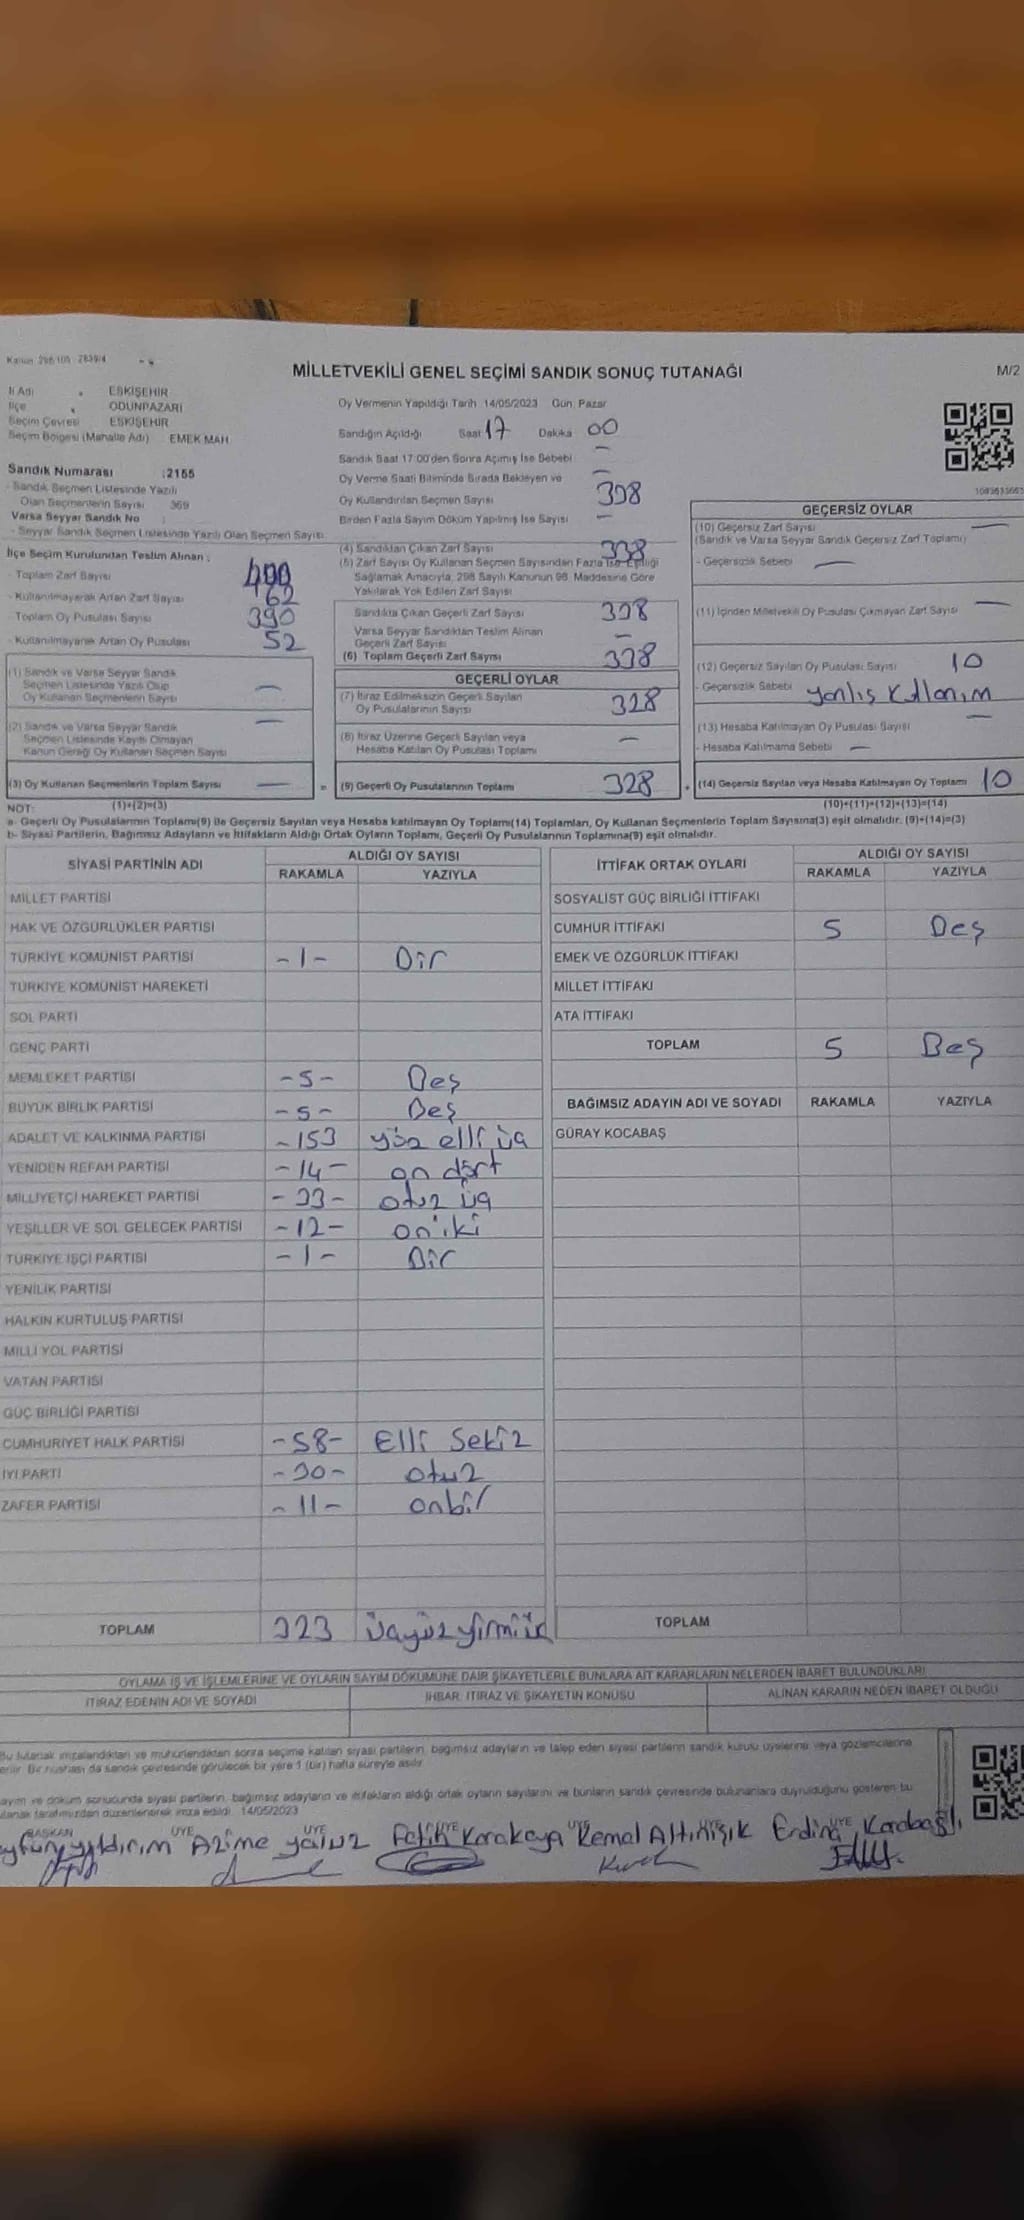 Kanun 298/105 2839/4
MİLLETVEKİLİ GENEL SEÇİMİ SANDIK SONUÇ TUTANAĞI
M/2
İl Adı : ESKİŞEHİR
İlçe : ODUNPAZARI
Seçim Çevresi ESKİŞEHİR
Seçim Bölgesi (Mahalle Adı) EMEK MAH
Sandık Numarası :2155
- Sandık Seçmen Listesinde Yazılı
Olan Seçmenlerin Sayısı 369
Varsa Seyyar Sandık No
- Seyyar Sandık Seçmen Listesinde Yazılı Olan Seçmen Sayısı
İlçe Seçim Kurulundan Teslim Alınan :
- Toplam Zarf Sayısı 400
- Kullanılmayarak Artan Zarf Sayısı 62
Toplam Oy Pusulası Sayısı 390
- Kullanılmayarak Artan Oy Pusulası 52
(1) Sandık ve Varsa Seyyar Sandık
Seçmen Listesinde Yazılı Olup
Oy Kullanan Seçmenlerin Sayısı —
(2) Sandık ve Varsa Seyyar Sandık
Seçmen Listesinde Kayıtlı Olmayan
Kanun Gereği Oy Kullanan Seçmen Sayısı —
(3) Oy Kullanan Seçmenlerin Toplam Sayısı —
Oy Vermenin Yapıldığı Tarih 14/05/2023 Gün: Pazar
Sandığın Açıldığı Saat 17 Dakika 00
Sandık Saat 17:00'den Sonra Açılmış İse Sebebi —
Oy Verme Saati Bitiminde Sırada Bekleyen ve —
Oy Kullandırılan Seçmen Sayısı 338
Birden Fazla Sayım Döküm Yapılmış İse Sayısı —
(4) Sandıktan Çıkan Zarf Sayısı 338
(5) Zarf Sayısı Oy Kullanan Seçmen Sayısından Fazla İse Eşitliği
Sağlamak Amacıyla, 298 Sayılı Kanunun 98. Maddesine Göre
Yakılarak Yok Edilen Zarf Sayısı
Sandıkta Çıkan Geçerli Zarf Sayısı 338
Varsa Seyyar Sandıktan Teslim Alınan
Geçerli Zarf Sayısı —
(6) Toplam Geçerli Zarf Sayısı 338
GEÇERLİ OYLAR
(7) İtiraz Edilmeksizin Geçerli Sayılan
Oy Pusulalarının Sayısı 328
(8) İtiraz Üzerine Geçerli Sayılan veya
Hesaba Katılan Oy Pusulası Toplamı —
= (9) Geçerli Oy Pusulalarının Toplamı 328
GEÇERSİZ OYLAR
(10) Geçersiz Zarf Sayısı —
(Sandık ve Varsa Seyyar Sandık Geçersiz Zarf Toplamı)
- Geçersizlik Sebebi —
(11) İçinden Milletvekili Oy Pusulası Çıkmayan Zarf Sayısı —
(12) Geçersiz Sayılan Oy Pusulası Sayısı 10
- Geçersizlik Sebebi yanlış kullanım
(13) Hesaba Katılmayan Oy Pusulası Sayısı —
- Hesaba Katılmama Sebebi —
+ (14) Geçersiz Sayılan veya Hesaba Katılmayan Oy Toplamı 10
NOT: (1)+(2)=(3) (10)+(11)+(12)+(13)=(14)
a- Geçerli Oy Pusulalarının Toplamı(9) ile Geçersiz Sayılan veya Hesaba katılmayan Oy Toplamı(14) Toplamları, Oy Kullanan Seçmenlerin Toplam Sayısına(3) eşit olmalıdır. (9)+(14)=(3)
b- Siyasi Partilerin, Bağımsız Adayların ve İttifakların Aldığı Ortak Oyların Toplamı, Geçerli Oy Pusulalarının Toplamına(9) eşit olmalıdır.
SİYASİ PARTİNİN ADI ALDIĞI OY SAYISI
RAKAMLA YAZIYLA
MİLLET PARTİSİ
HAK VE ÖZGÜRLÜKLER PARTİSİ
TÜRKİYE KOMÜNİST PARTİSİ -1- Bir
TÜRKİYE KOMÜNİST HAREKETİ
SOL PARTİ
GENÇ PARTİ
MEMLEKET PARTİSİ -5- Beş
BÜYÜK BİRLİK PARTİSİ -5- Beş
ADALET VE KALKINMA PARTİSİ -153 yüz elli üç
YENİDEN REFAH PARTİSİ -14- on dört
MİLLİYETÇİ HAREKET PARTİSİ -33- otuz üç
YEŞİLLER VE SOL GELECEK PARTİSİ -12- on iki
TÜRKİYE İŞÇİ PARTİSİ -1- Bir
YENİLİK PARTİSİ
HALKIN KURTULUŞ PARTİSİ
MİLLİ YOL PARTİSİ
VATAN PARTİSİ
GÜÇ BİRLİĞİ PARTİSİ
CUMHURİYET HALK PARTİSİ -58- Elli Sekiz
İYİ PARTİ -30- otuz
ZAFER PARTİSİ -11- onbir
TOPLAM 323 üçyüzyirmiüç
İTTİFAK ORTAK OYLARI ALDIĞI OY SAYISI
RAKAMLA YAZIYLA
SOSYALİST GÜÇ BİRLİĞİ İTTİFAKI
CUMHUR İTTİFAKI 5 Beş
EMEK VE ÖZGÜRLÜK İTTİFAKI
MİLLET İTTİFAKI
ATA İTTİFAKI
TOPLAM 5 Beş
BAĞIMSIZ ADAYIN ADI VE SOYADI RAKAMLA YAZIYLA
GÜRAY KOCABAŞ
TOPLAM
OYLAMA İŞ VE İŞLEMLERİNE VE OYLARIN SAYIM DÖKÜMÜNE DAİR ŞİKAYETLERLE BUNLARA AİT KARARLARIN NELERDEN İBARET BULUNDUKLARI
İTİRAZ EDENİN ADI VE SOYADI İHBAR, İTİRAZ VE ŞİKAYETİN KONUSU ALINAN KARARIN NEDEN İBARET OLDUĞU
Bu tutanak imzalandıktan ve mühürlendikten sonra seçime katılan siyasi partilerin, bağımsız adayların ve talep eden siyasi partilerin sandık kurulu üyelerine veya gözlemcilerine
erilir. Bir nüshası da sandık çevresinde görülecek bir yere 1 (bir) hafta süreyle asılır.
ayım ve döküm sonucunda siyasi partilerin, bağımsız adayların ve ittifakların aldığı ortak oyların sayılarını ve bunların sandık çevresinde bulunanlara duyrulduğunu gösteren bu
utanak tarafımızdan düzenlenerek imza edildi. 14/05/2023
BAŞKAN ÜYE ÜYE ÜYE ÜYE ÜYE
yıldırım Azime yavuz Fatih Karakaya Kemal Altınışık Erdinç Karabaşlı